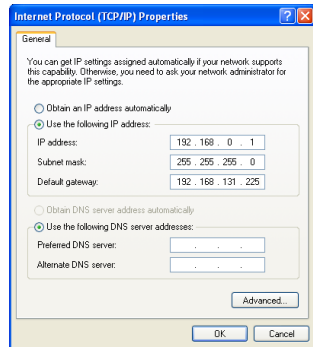 Internet Protocol (TCP/IP) Properties
General
You can get IP settings assigned automatically if your network supports
this capability. Otherwise, you need to ask your network administrator for
the appropriate IP settings.
Obtain an IP address automatically
Use the following IP address:
IP address: 192 . 168 . 0 . 1
Subnet mask: 255 . 255 . 255 . 0
Default gateway: 192 . 168 . 131 . 225
Obtain DNS server address automatically
Use the following DNS server addresses:
Preferred DNS server: . . .
Alternate DNS server: . . .
Advanced...
OK Cancel